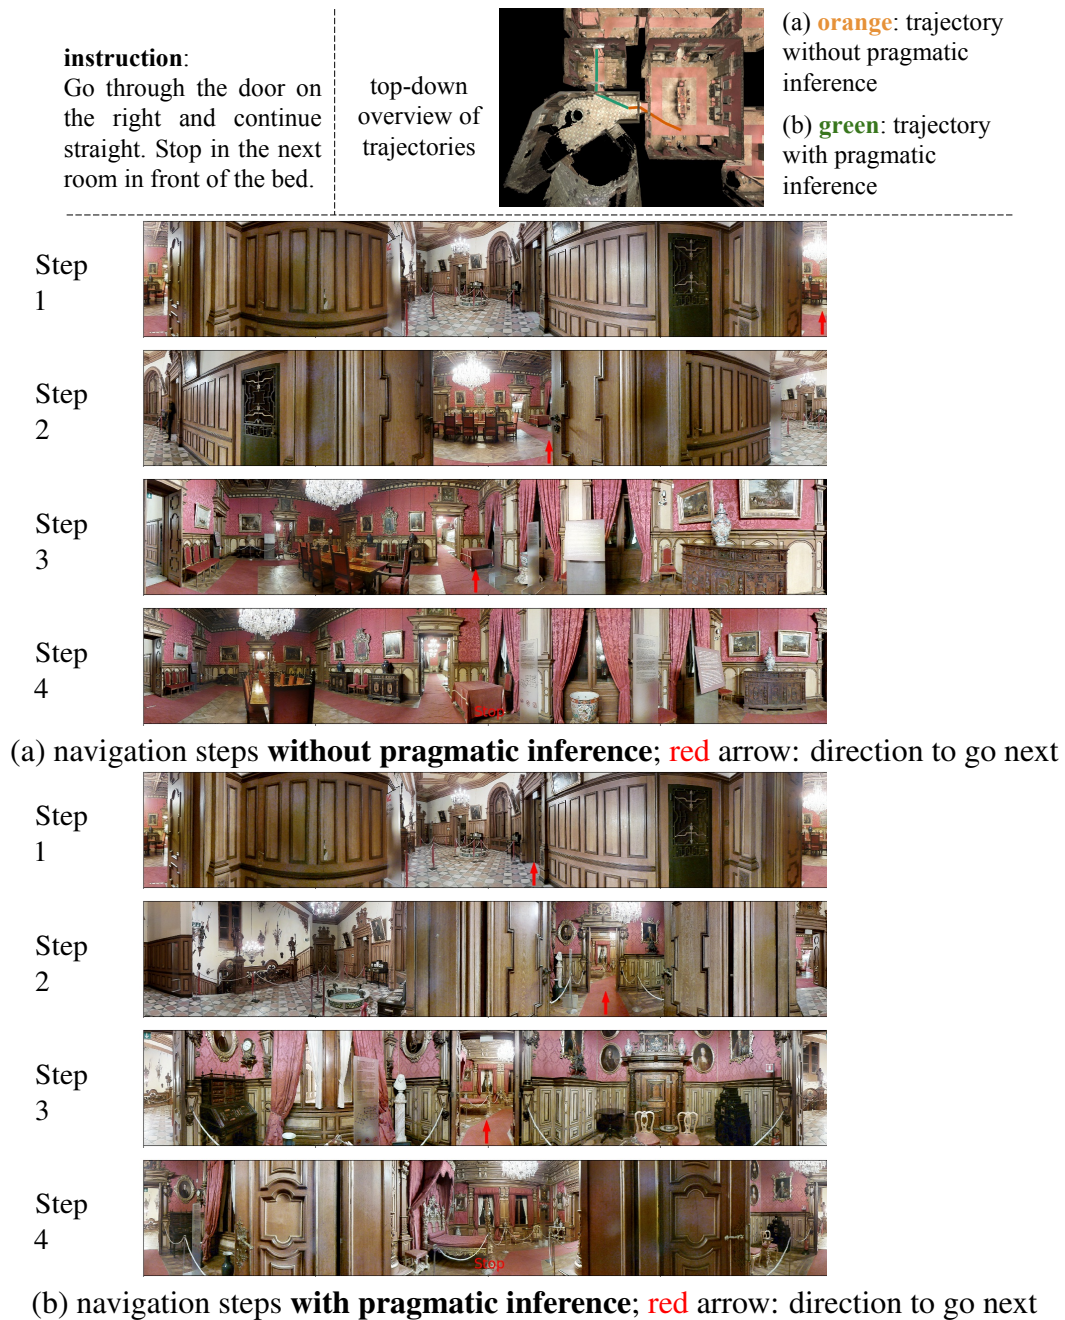 instruction:
Go through the door on
the right and continue
straight. Stop in the next
room in front of the bed.
top-down
overview of
trajectories
(a) orange: trajectory
without pragmatic
inference
(b) green: trajectory
with pragmatic
inference
Step
1
Step
2
Step
3
Step
4
Stop
(a) navigation steps without pragmatic inference; red arrow: direction to go next
Step
1
Step
2
Step
3
Step
4
Stop
(b) navigation steps with pragmatic inference; red arrow: direction to go next